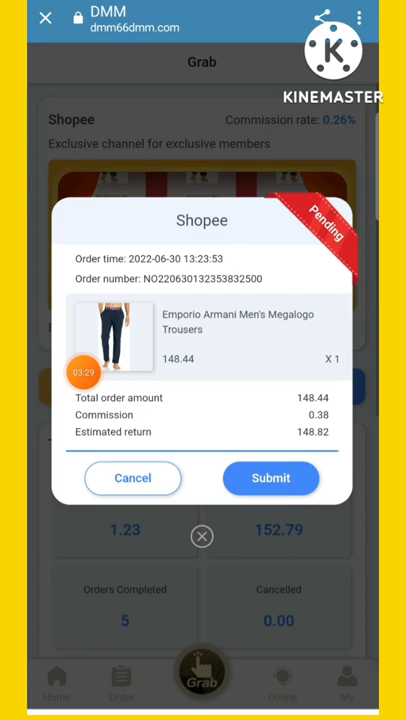 DMM
dmm66dmm.com
KINEMASTER
Grab
Shopee
Commission rate: 0.26%
Exclusive channel for exclusive members
Pending
Shopee
Order time: 2022-06-30 13:23:53
Order number: NO220630132353832500
Emporio Armani Men's Megalogo
Trousers
148.44 X 1
03:29
Total order amount 148.44
Commission 0.38
Estimated return 148.82
Cancel Submit
1.23 152.79
Orders Completed Cancelled
5 0.00
Grab
Home Order Online My